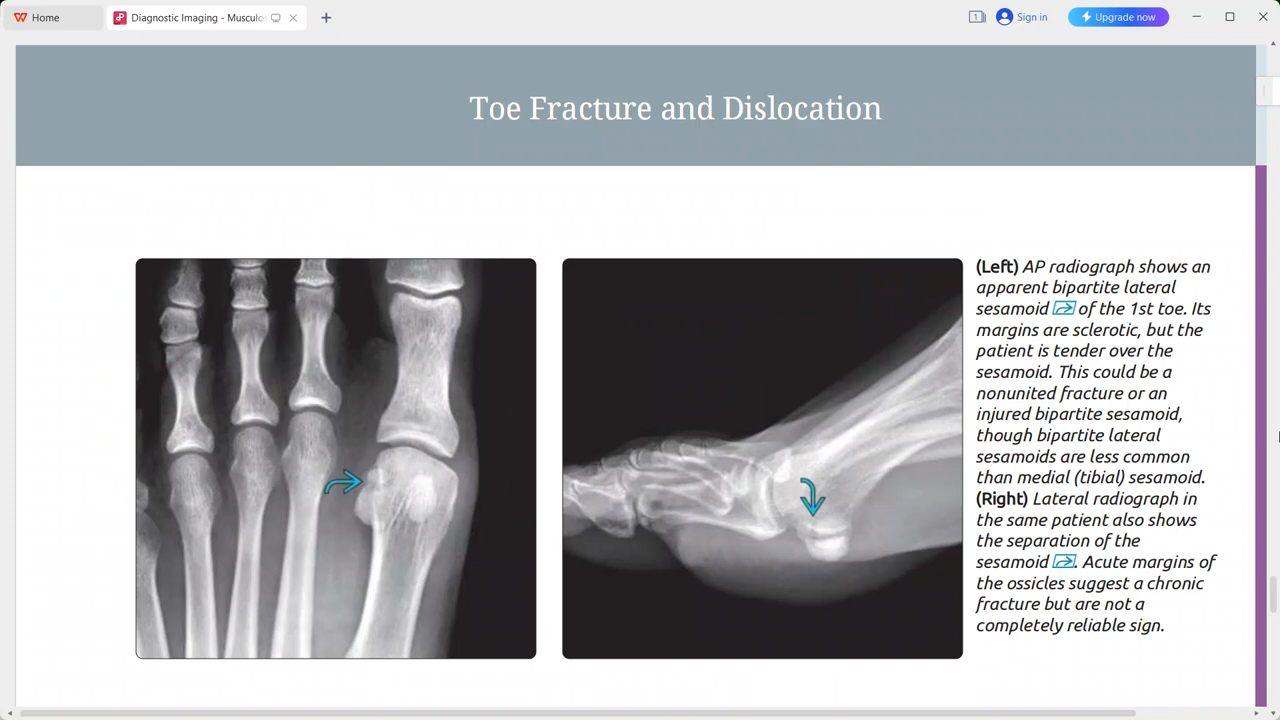 Home
Diagnostic Imaging - Musculos
1
Sign in
Upgrade now
Toe Fracture and Dislocation
(Left) AP radiograph shows an
apparent bipartite lateral
sesamoid of the 1st toe. Its
margins are sclerotic, but the
patient is tender over the
sesamoid. This could be a
nonunited fracture or an
injured bipartite sesamoid,
though bipartite lateral
sesamoids are less common
than medial (tibial) sesamoid.
(Right) Lateral radiograph in
the same patient also shows
the separation of the
sesamoid . Acute margins of
the ossicles suggest a chronic
fracture but are not a
completely reliable sign.